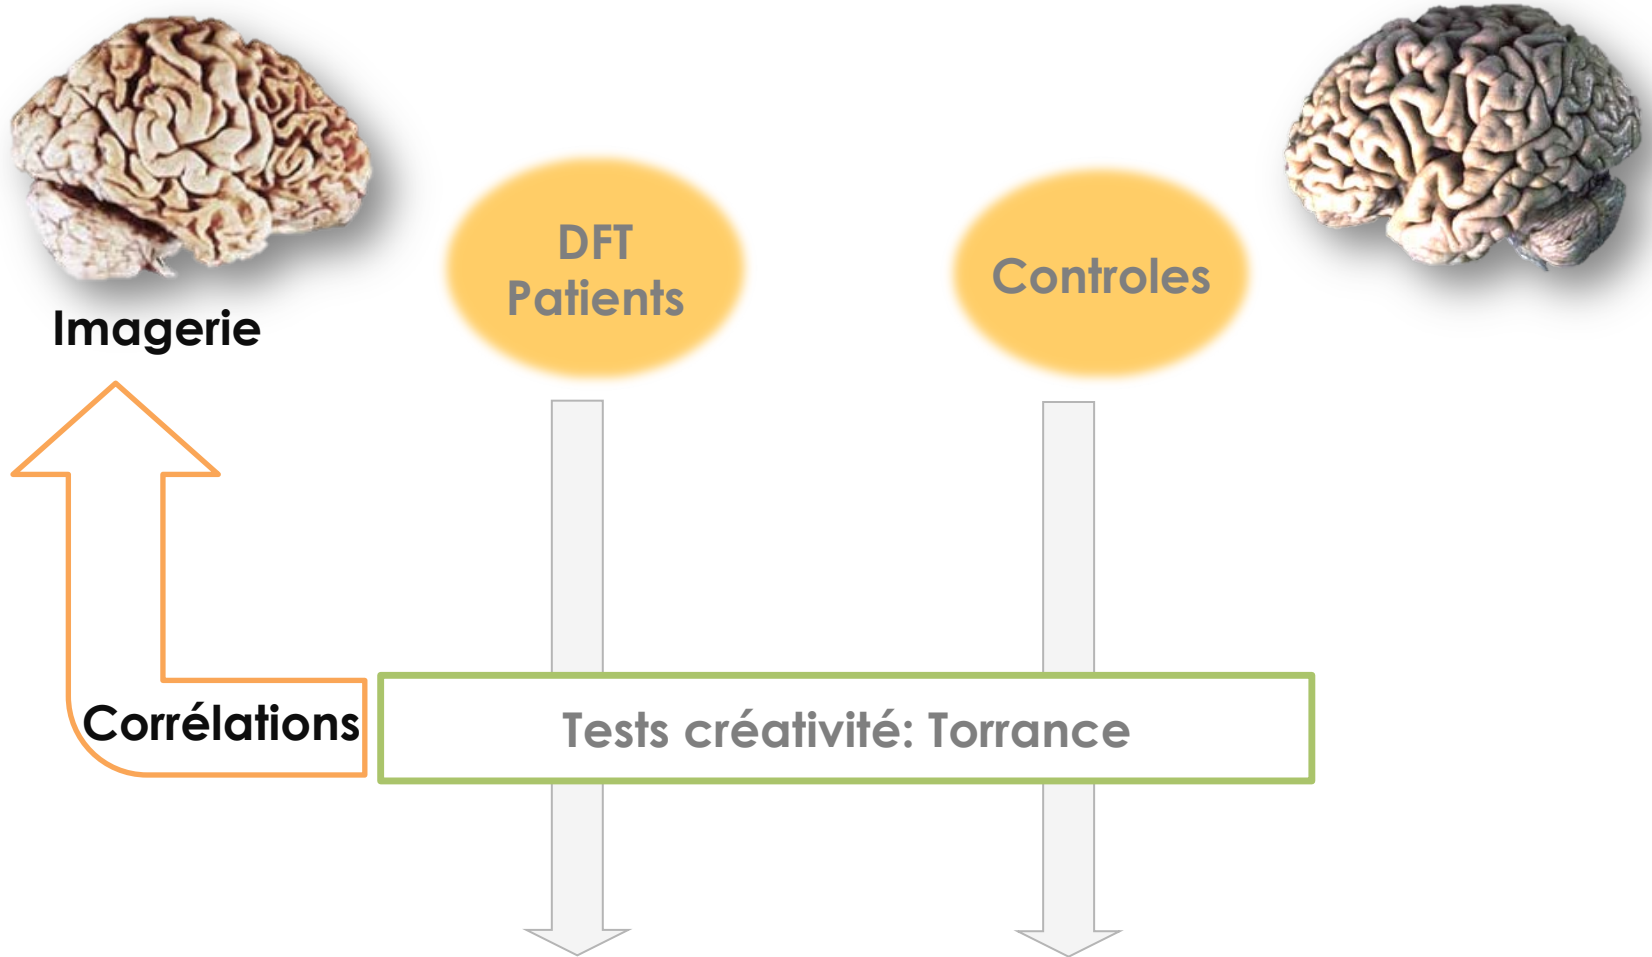 DFT
Patients
Controles
Imagerie
Corrélations
Tests créativité: Torrance